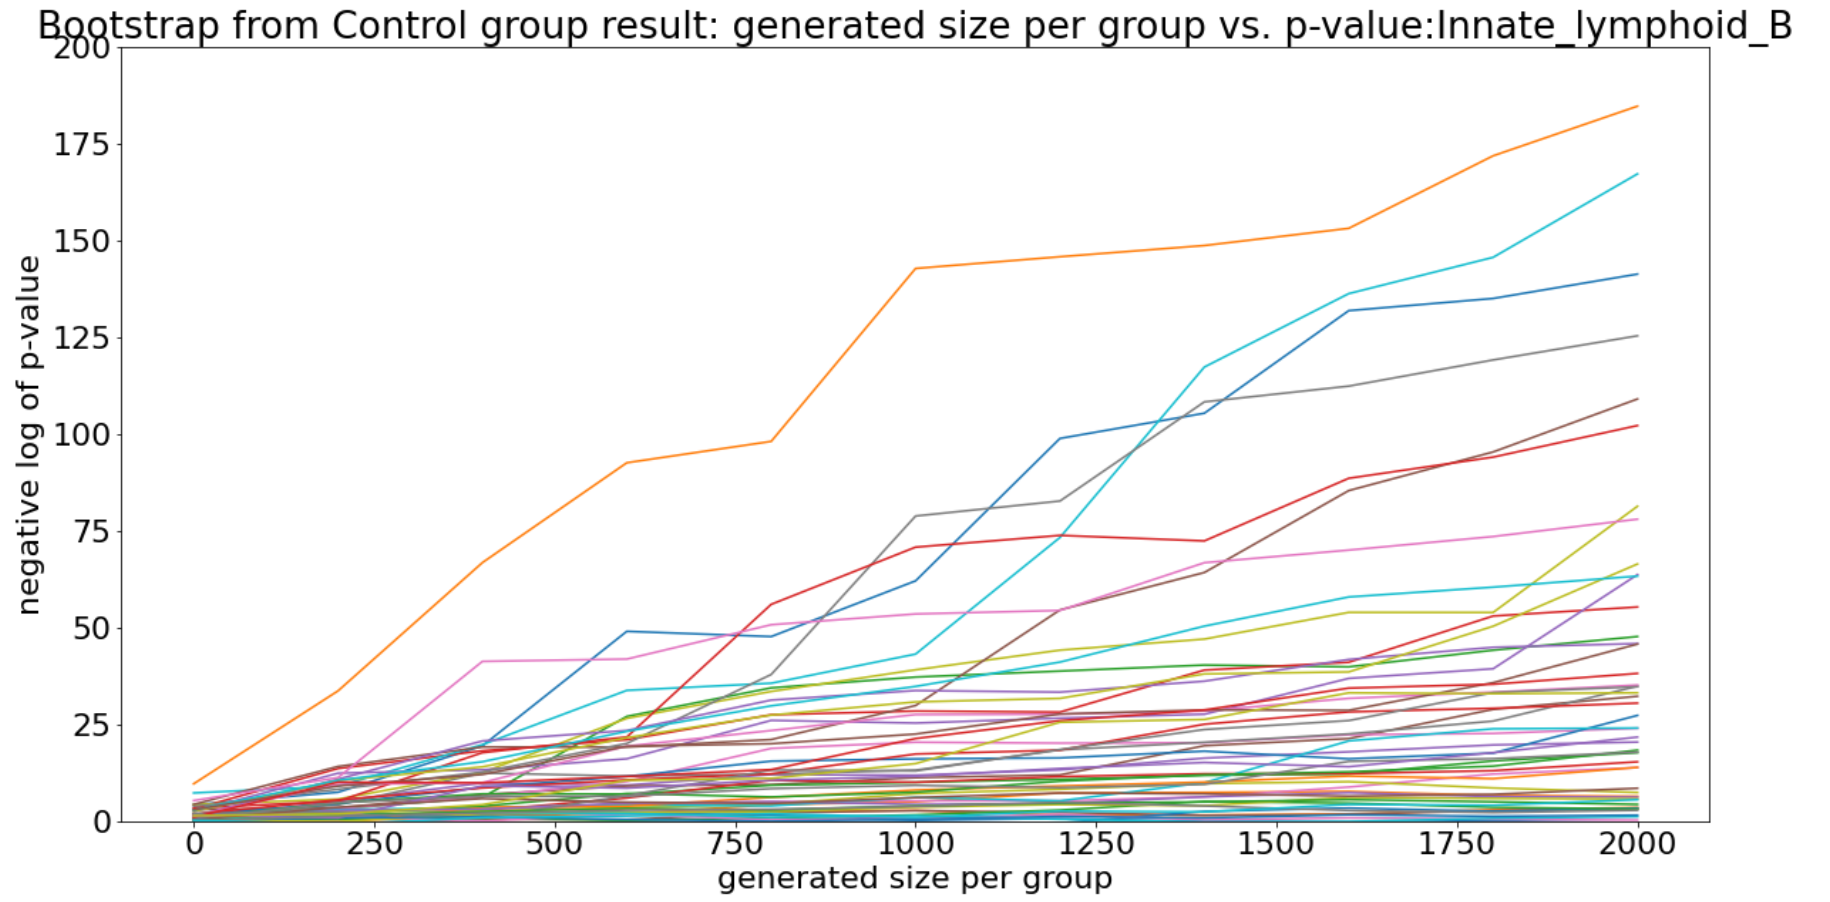 Bootstrap from Control group result: generated size per group vs. p-value:Innate_lymphoid_B
200
175
150
125
100
75
50
25
0
negative log of p-value
0 250 500 750 1000 1250 1500 1750 2000
generated size per group